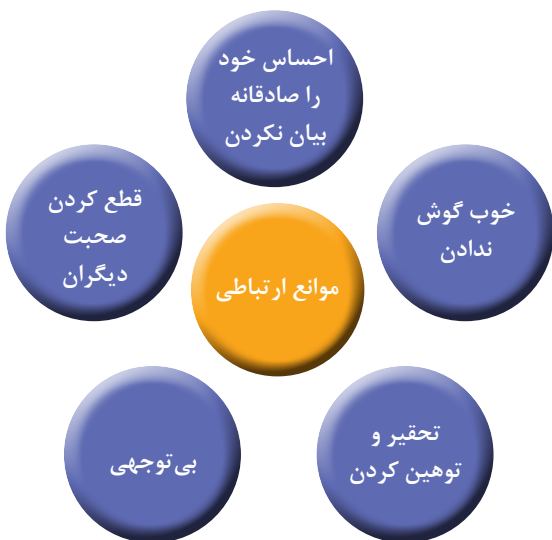 احساس خود
را صادقانه
بیان نکردن
خوب گوش
ندادن
قطع کردن
صحبت
دیگران
موانع ارتباطی
تحقیر و
توهین کردن
بی‌توجهی